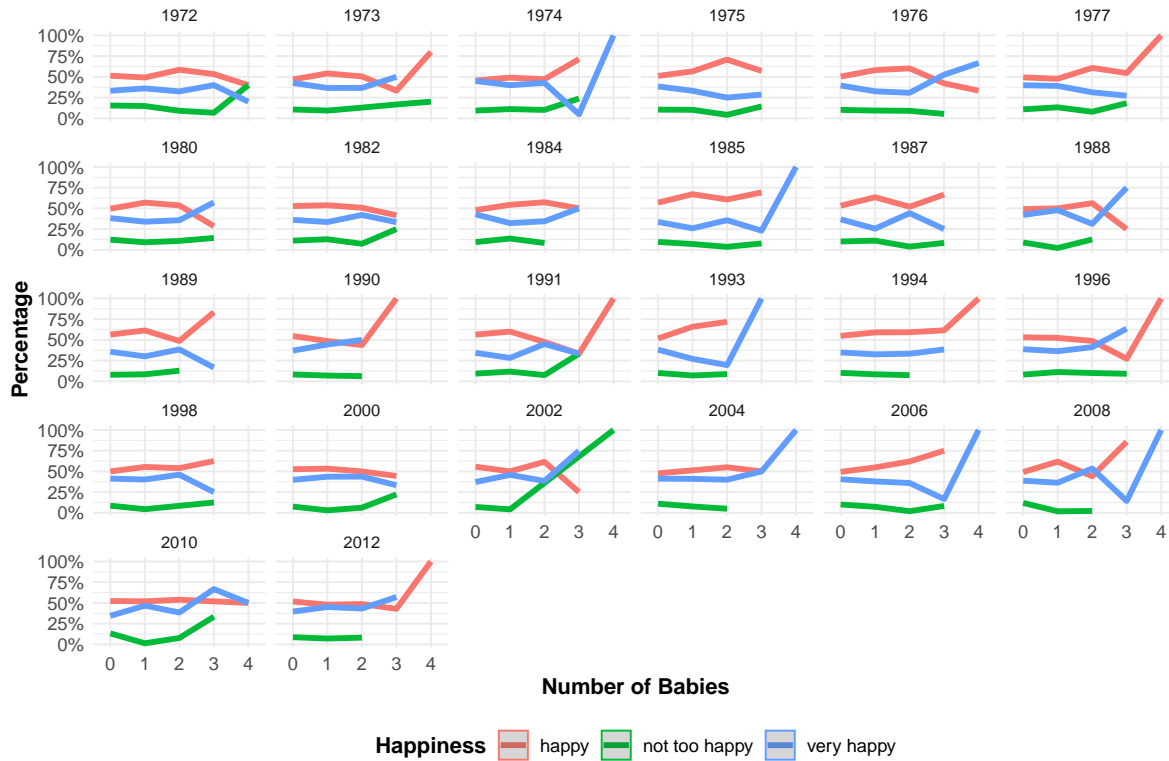 1972 1973 1974 1975 1976 1977
100%
75%
50%
25%
0%
1980 1982 1984 1985 1987 1988
100%
75%
50%
25%
0%
1989 1990 1991 1993 1994 1996
100%
75%
50%
25%
0%
1998 2000 2002 2004 2006 2008
100%
75%
50%
25%
0%
0 1 2 3 4 0 1 2 3 4 0 1 2 3 4 0 1 2 3 4
2010 2012
100%
75%
50%
25%
0%
0 1 2 3 4 0 1 2 3 4
Percentage
Number of Babies
Happiness happy not too happy very happy